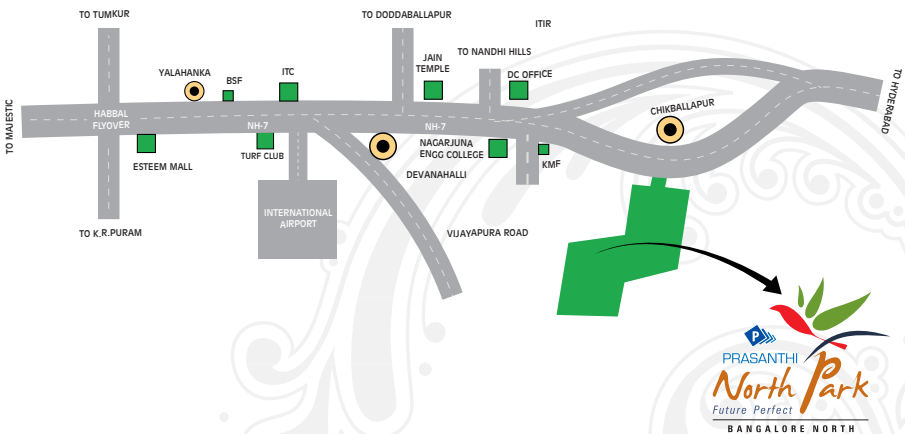 TO TUMKUR
TO DODDABALLAPUR
ITIR
TO NANDHI HILLS
YALAHANKA
BSF
ITC
JAIN
TEMPLE
DC OFFICE
TO HYDERABAD
TO MAJESTIC
HABBAL
FLYOVER
NH-7
NH-7
CHIKBALLAPUR
ESTEEM MALL
TURF CLUB
NAGARJUNA
ENGG COLLEGE
KMF
DEVANAHALLI
INTERNATIONAL
AIRPORT
TO K.R.PURAM
VIJAYAPURA ROAD
P
PRASANTHI
North Park
Future Perfect
BANGALORE NORTH